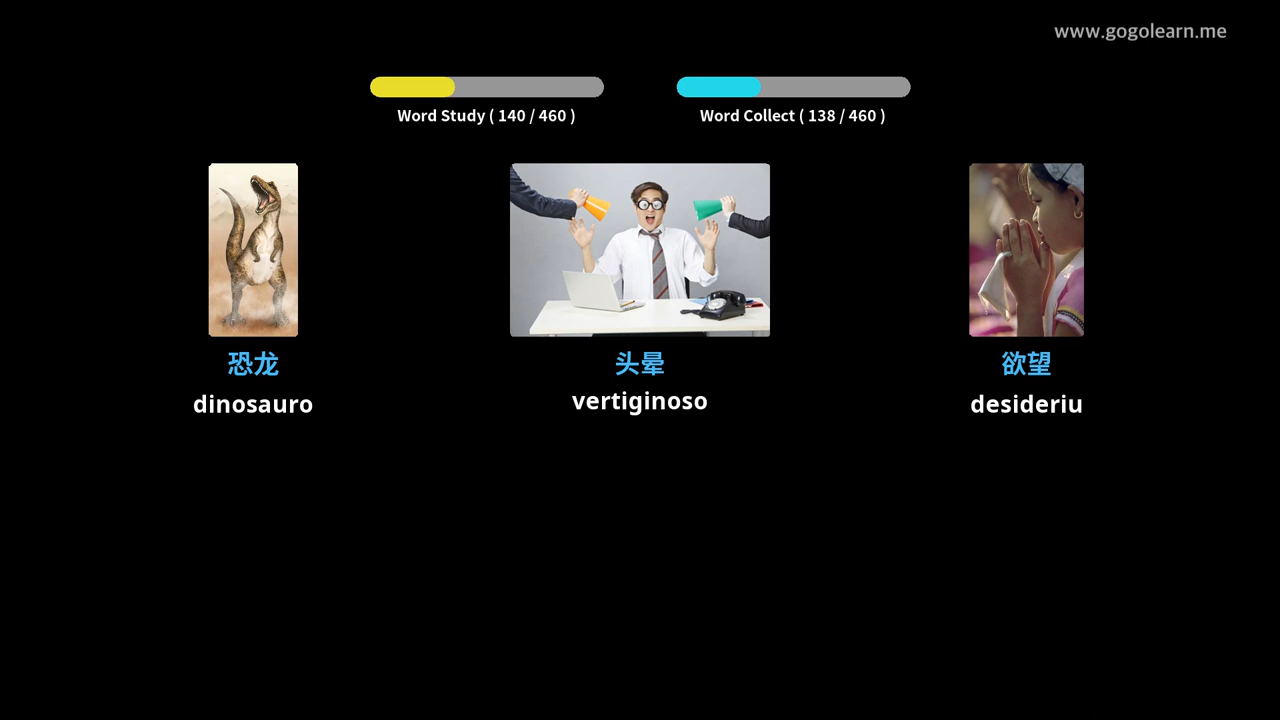 www.gogolearn.me
Word Study ( 140 / 460 )
Word Collect ( 138 / 460 )
恐龙
头晕
欲望
dinosauro
vertiginoso
desideriu